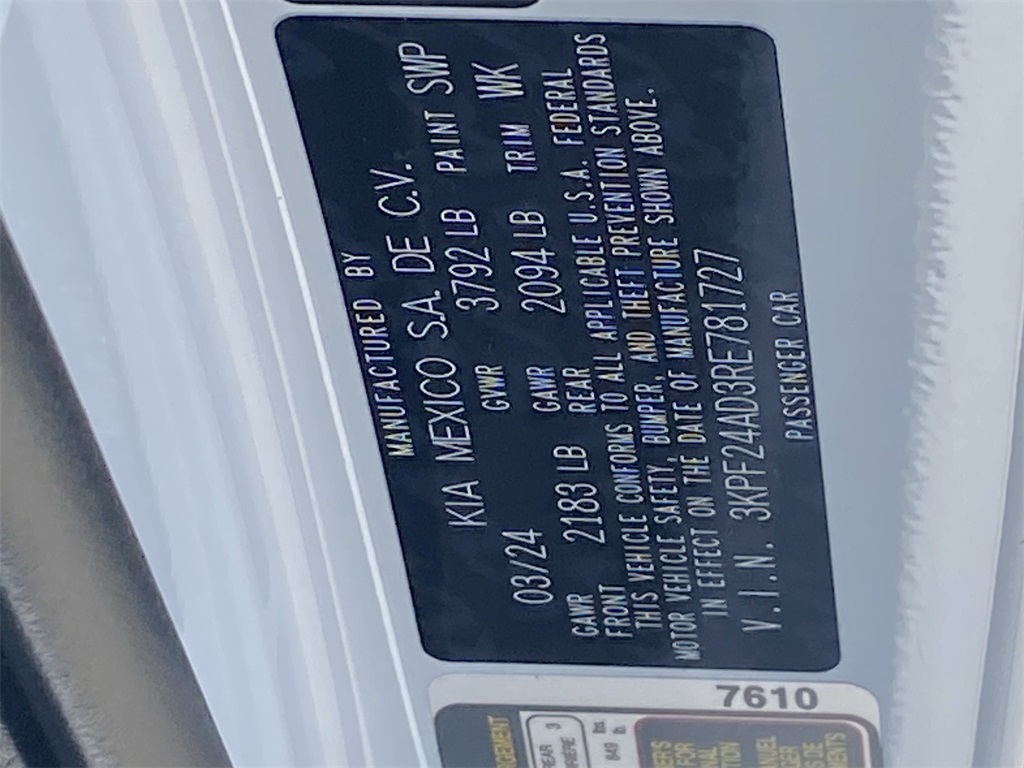 MANUFACTURED BY
KIA MEXICO S.A. DE C.V.
03/24 GVWR 3792 LB PAINT SWP
GAWR FRONT 2183 LB GAWR REAR 2094 LB TRIM WK
THIS VEHICLE CONFORMS TO ALL APPLICABLE U.S.A. FEDERAL
MOTOR VEHICLE SAFETY, BUMPER, AND THEFT PREVENTION STANDARDS
IN EFFECT ON THE DATE OF MANUFACTURE SHOWN ABOVE.
V.I.N. 3KPF24AD3RE781727
PASSENGER CAR
7610